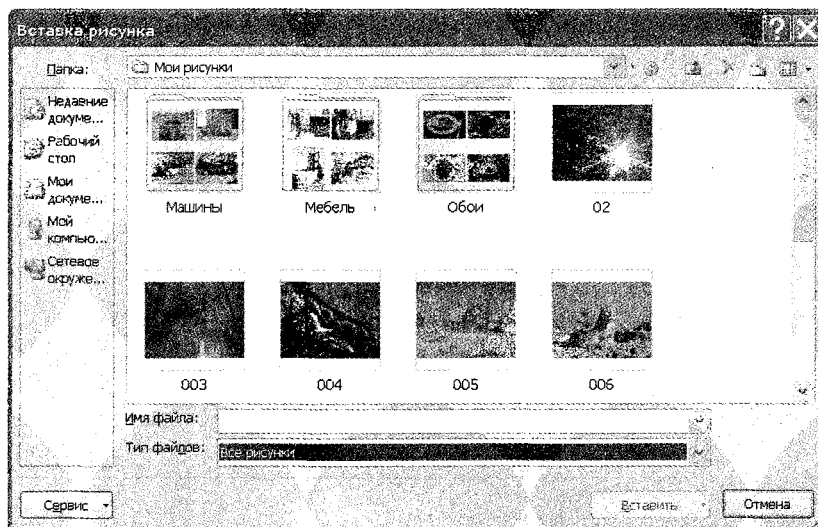 Вставка рисунка
Папка:
Мои рисунки
Недавние
докуме...
Рабочий
стол
Мои
докуме...
Мой
компью...
Сетевое
окруже...
Машины
Мебель
Обои
02
003
004
005
006
Имя файла:
Тип файлов:
Все рисунки
Сервис
Вставить
Отмена